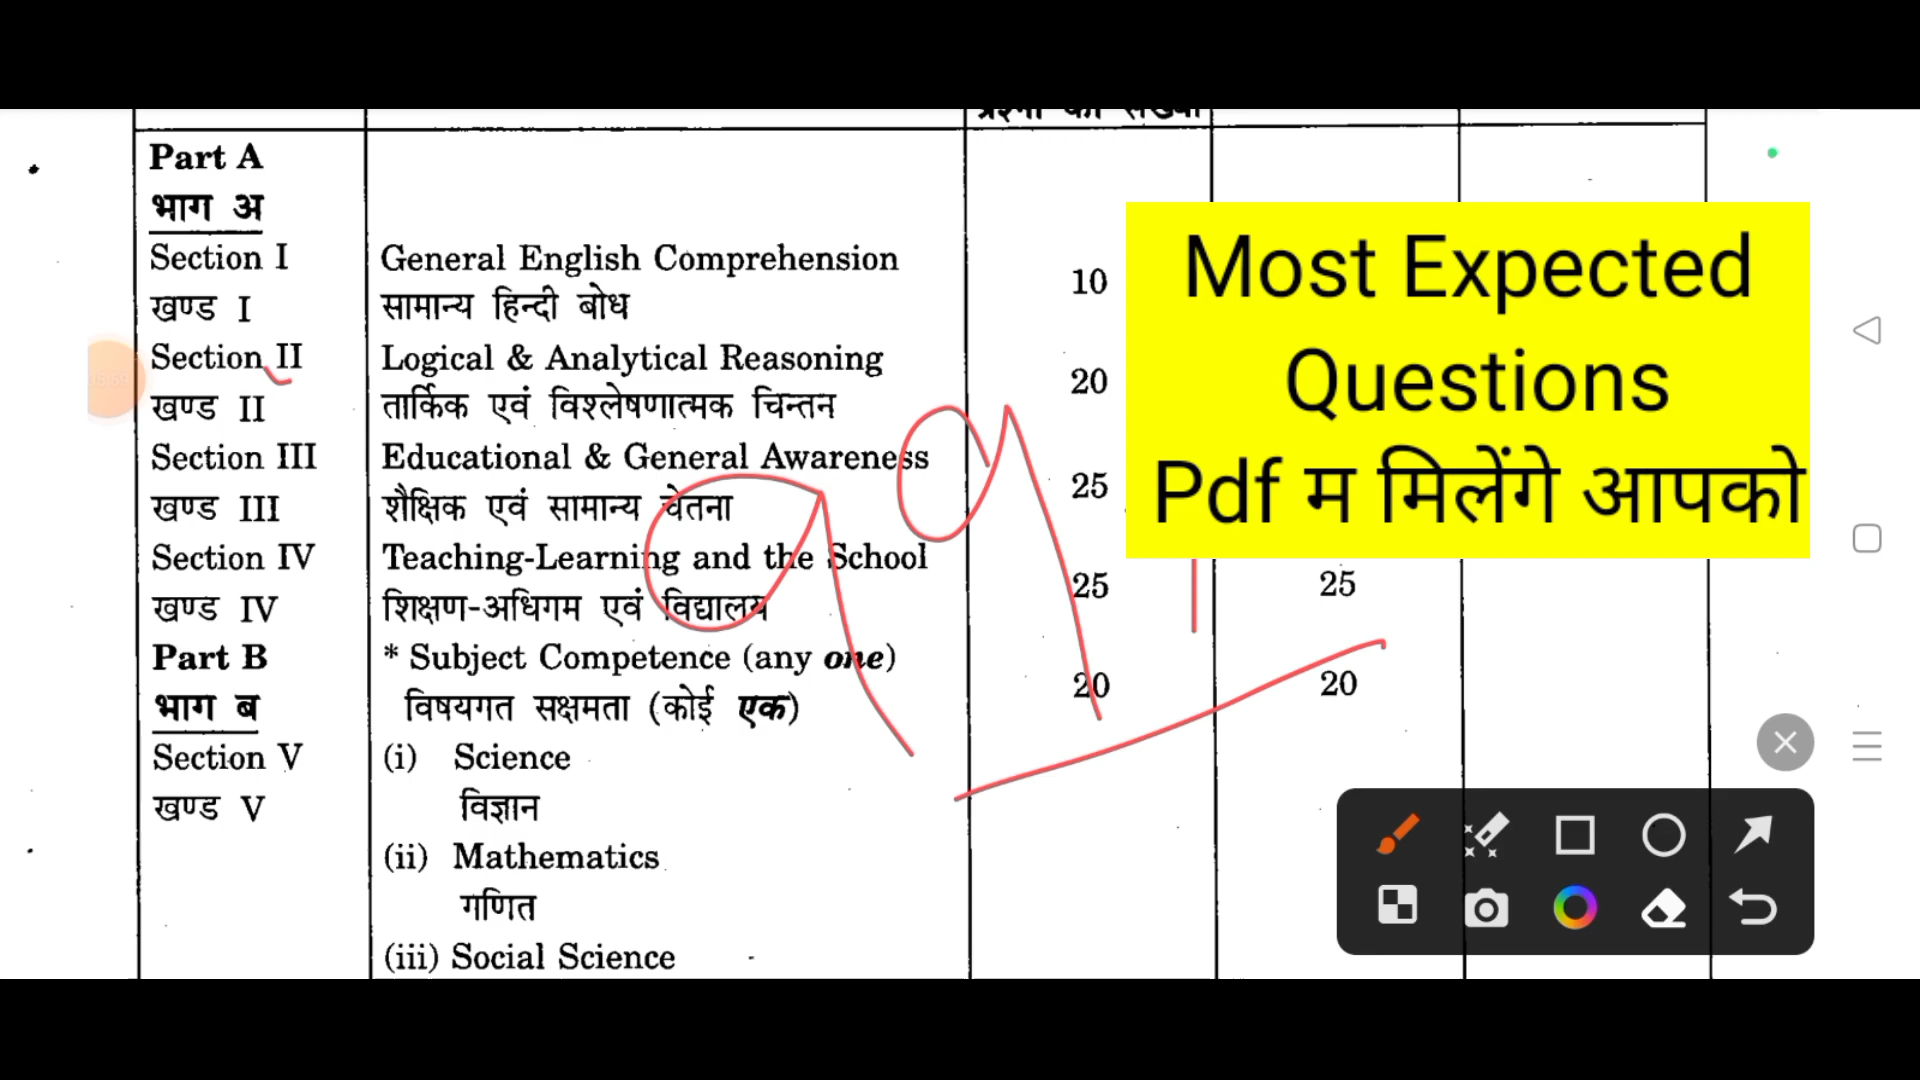 प्रश्नों की संख्या
Part A
भाग अ
Section I General English Comprehension
खण्ड I सामान्य हिन्दी बोध
10
Section II Logical & Analytical Reasoning
खण्ड II तार्किक एवं विश्लेषणात्मक चिन्तन
20
Section III Educational & General Awareness
खण्ड III शैक्षिक एवं सामान्य चेतना
25
Section IV Teaching-Learning and the School
खण्ड IV शिक्षण-अधिगम एवं विद्यालय
25 25
Part B * Subject Competence (any one)
भाग ब विषयगत सक्षमता (कोई एक)
20 20
Section V (i) Science
खण्ड V विज्ञान
(ii) Mathematics
गणित
(iii) Social Science
Most Expected
Questions
Pdf म मिलेंगे आपको